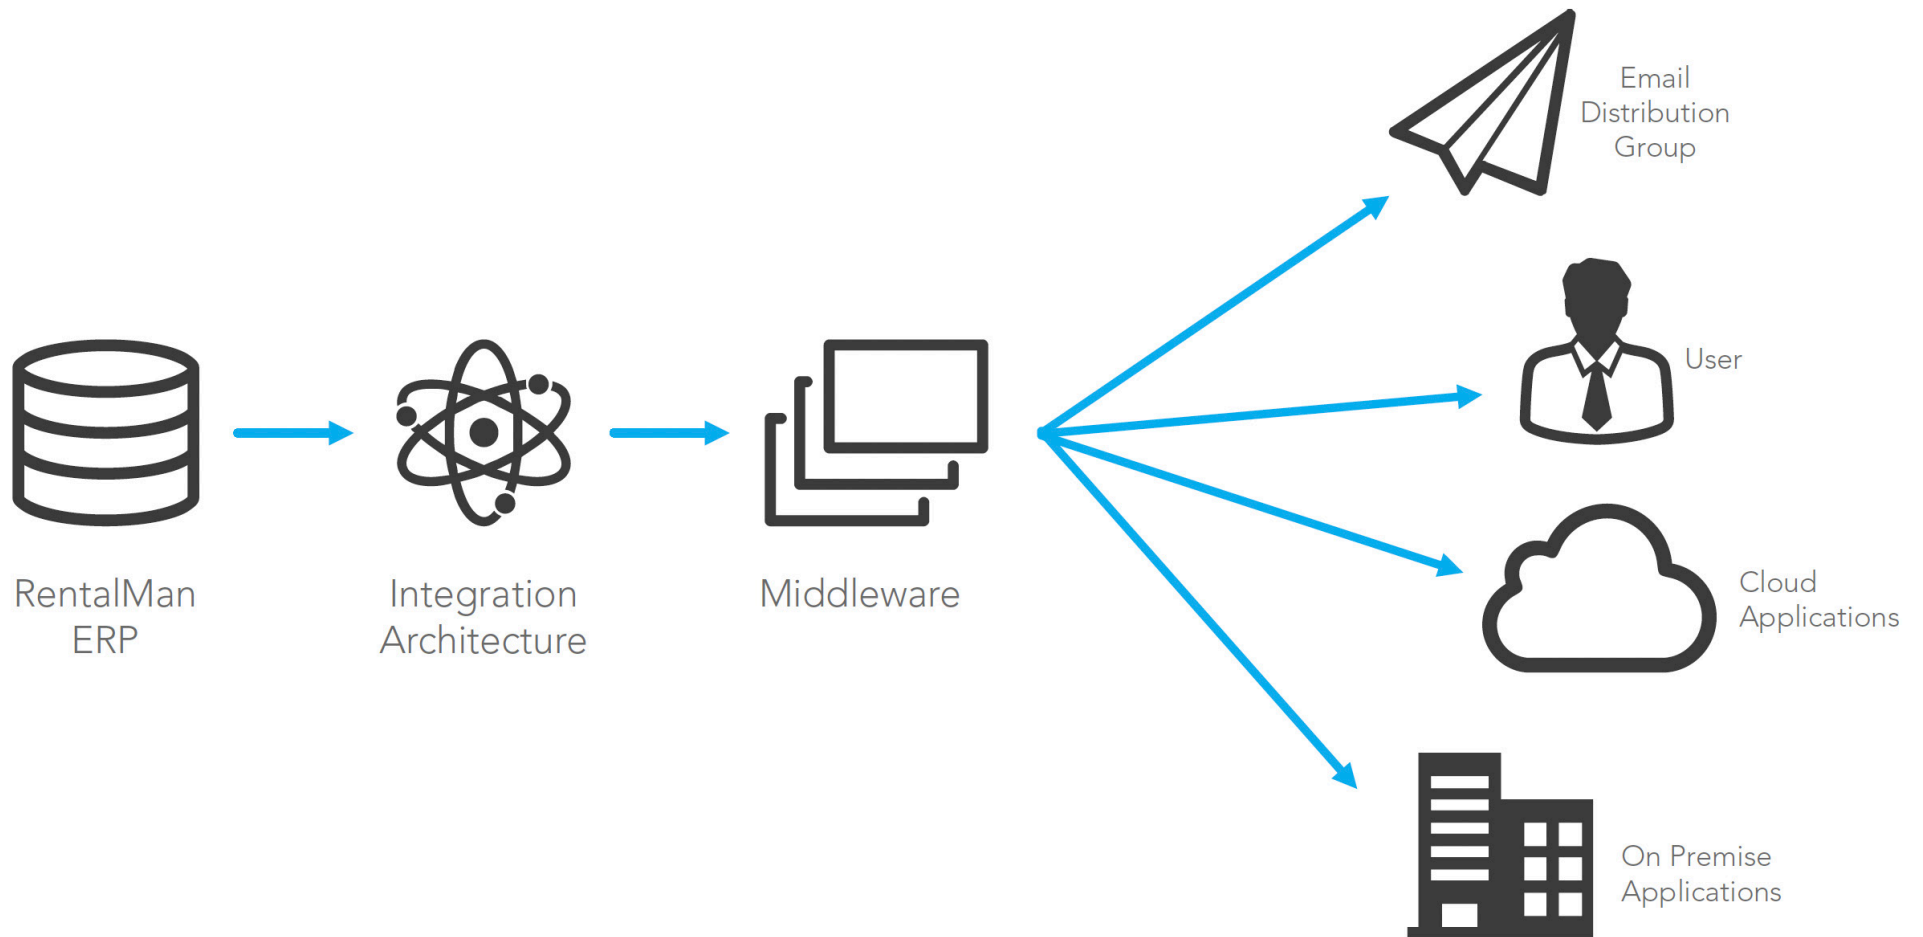 Email
Distribution
Group
User
RentalMan
ERP
Integration
Architecture
Middleware
Cloud
Applications
On Premise
Applications